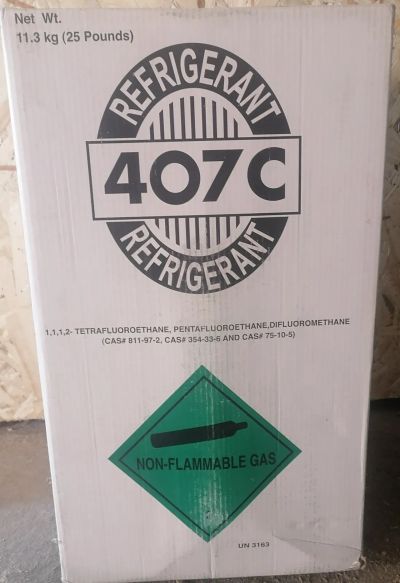 Net Wt.
11.3 kg (25 Pounds)
REFRIGERANT
407C
REFRIGERANT
1,1,1,2- TETRAFLUOROETHANE, PENTAFLUOROETHANE,DIFLUOROMETHANE
(CAS# 811-97-2, CAS# 354-33-6 AND CAS# 75-10-5)
NON-FLAMMABLE GAS
UN 3163